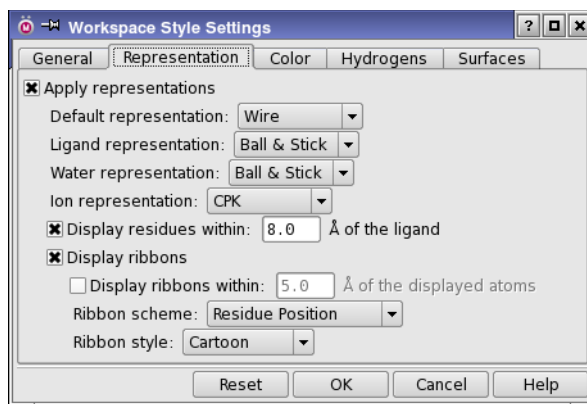 Workspace Style Settings
General Representation Color Hydrogens Surfaces
Apply representations
Default representation: Wire
Ligand representation: Ball & Stick
Water representation: Ball & Stick
Ion representation: CPK
Display residues within: 8.0 Å of the ligand
Display ribbons
Display ribbons within: 5.0 Å of the displayed atoms
Ribbon scheme: Residue Position
Ribbon style: Cartoon
Reset OK Cancel Help